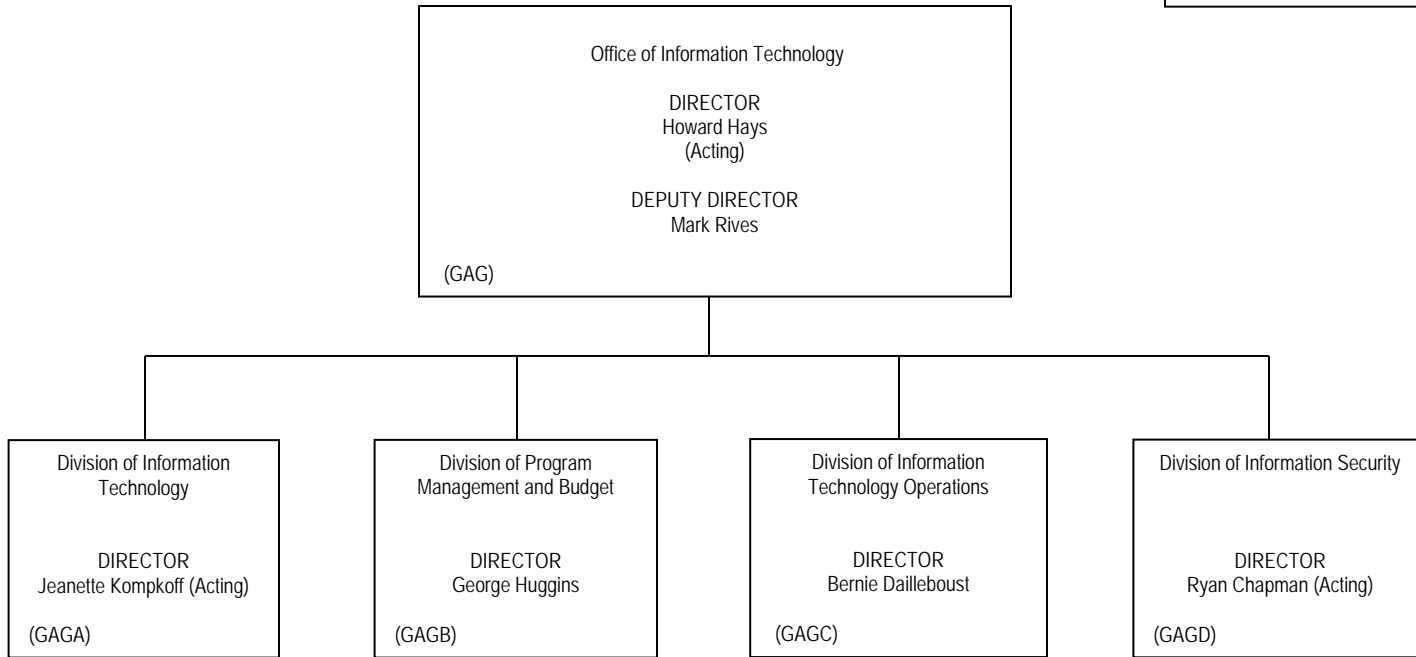 Office of Information Technology
DIRECTOR
Howard Hays
(Acting)
DEPUTY DIRECTOR
Mark Rives
(GAG)
Division of Information
Technology
DIRECTOR
Jeanette Kompkoff (Acting)
(GAGA)
Division of Program
Management and Budget
DIRECTOR
George Huggins
(GAGB)
Division of Information
Technology Operations
DIRECTOR
Bernie Dailleboust
(GAGC)
Division of Information Security
DIRECTOR
Ryan Chapman (Acting)
(GAGD)